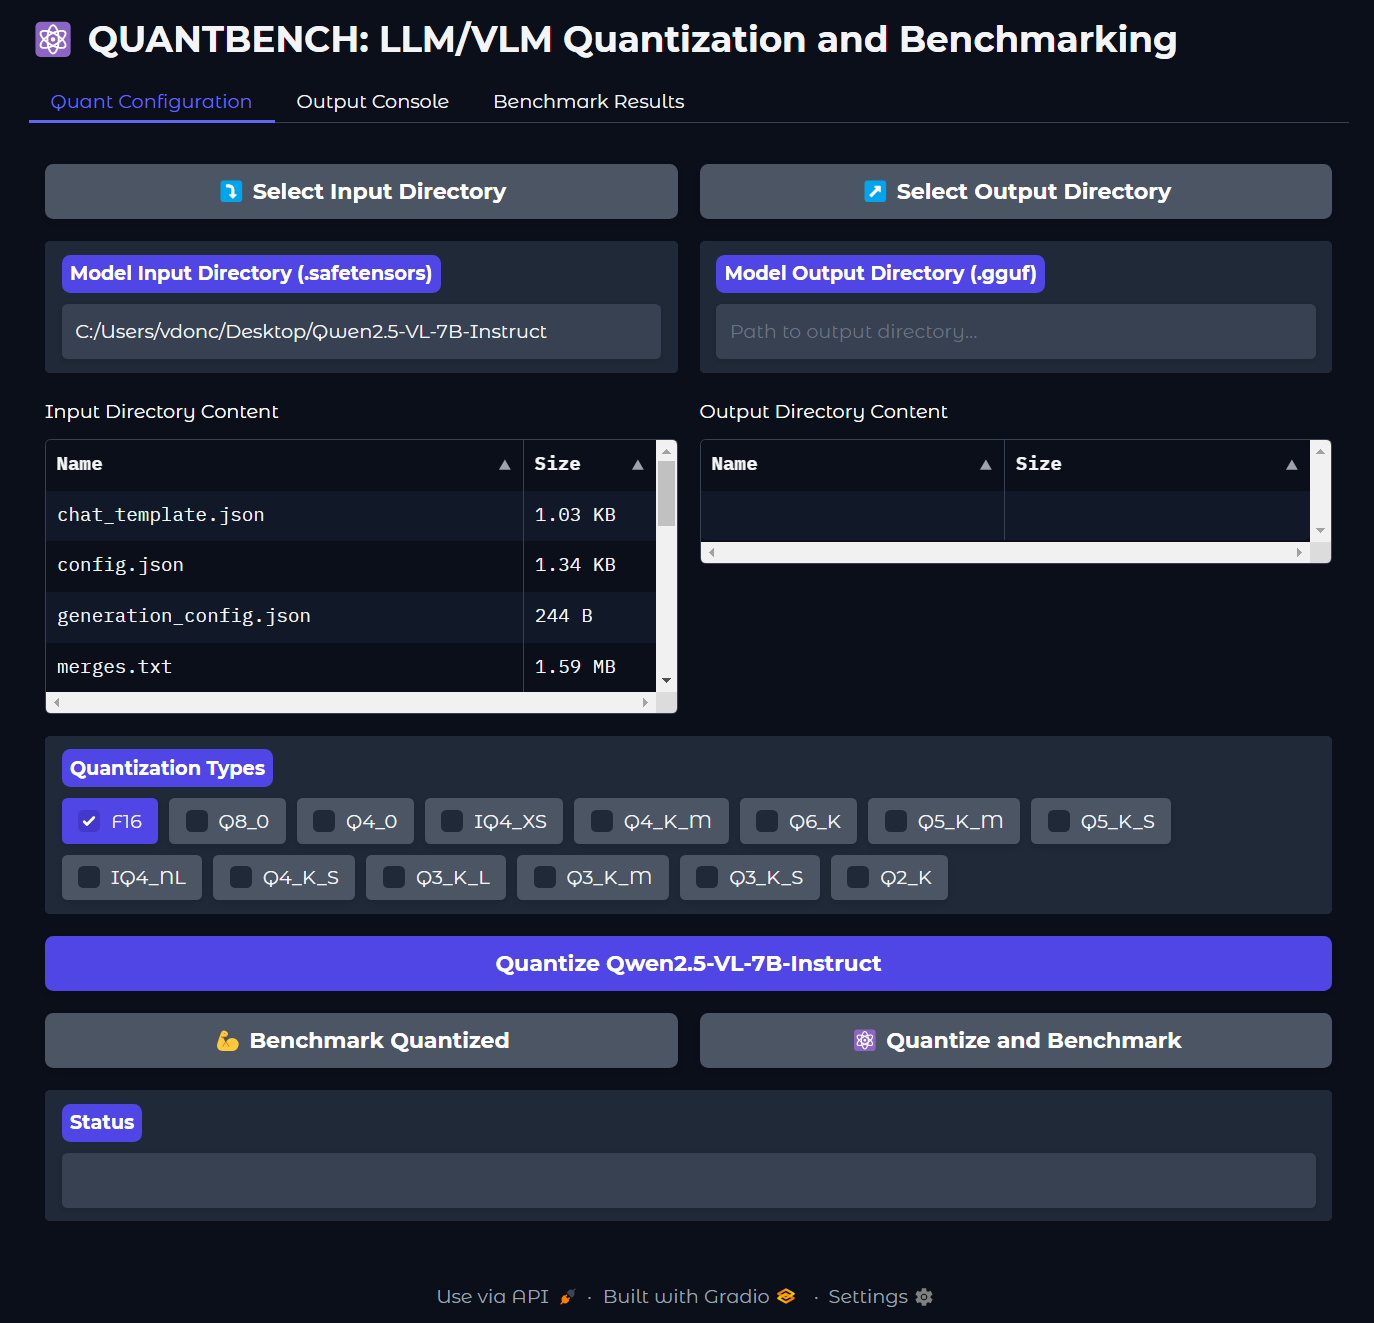 QUANTBENCH: LLM/VLM Quantization and Benchmarking
Quant Configuration Output Console Benchmark Results
Select Input Directory
Select Output Directory
Model Input Directory (.safetensors)
C:/Users/vdonc/Desktop/Qwen2.5-VL-7B-Instruct
Model Output Directory (.gguf)
Path to output directory...
Input Directory Content
Name Size
chat_template.json 1.03 KB
config.json 1.34 KB
generation_config.json 244 B
merges.txt 1.59 MB
Output Directory Content
Name Size
Quantization Types
F16 Q8_0 Q4_0 IQ4_XS Q4_K_M Q6_K Q5_K_M Q5_K_S
IQ4_NL Q4_K_S Q3_K_L Q3_K_M Q3_K_S Q2_K
Quantize Qwen2.5-VL-7B-Instruct
Benchmark Quantized
Quantize and Benchmark
Status
Use via API · Built with Gradio · Settings